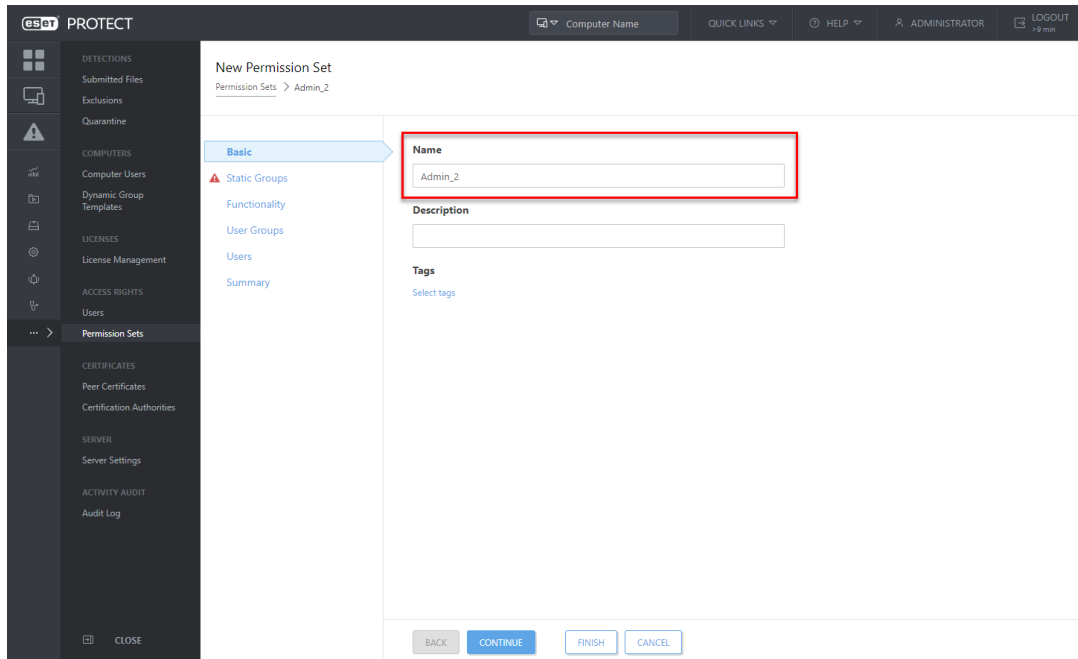 eset PROTECT
Computer Name
QUICK LINKS
HELP
ADMINISTRATOR
LOGOUT
>9 min
DETECTIONS
Submitted Files
Exclusions
Quarantine
COMPUTERS
Computer Users
Dynamic Group
Templates
LICENSES
License Management
ACCESS RIGHTS
Users
Permission Sets
CERTIFICATES
Peer Certificates
Certification Authorities
SERVER
Server Settings
ACTIVITY AUDIT
Audit Log
CLOSE
New Permission Set
Permission Sets > Admin_2
Basic
Static Groups
Functionality
User Groups
Users
Summary
Name
Admin_2
Description
Tags
Select tags
BACK
CONTINUE
FINISH
CANCEL